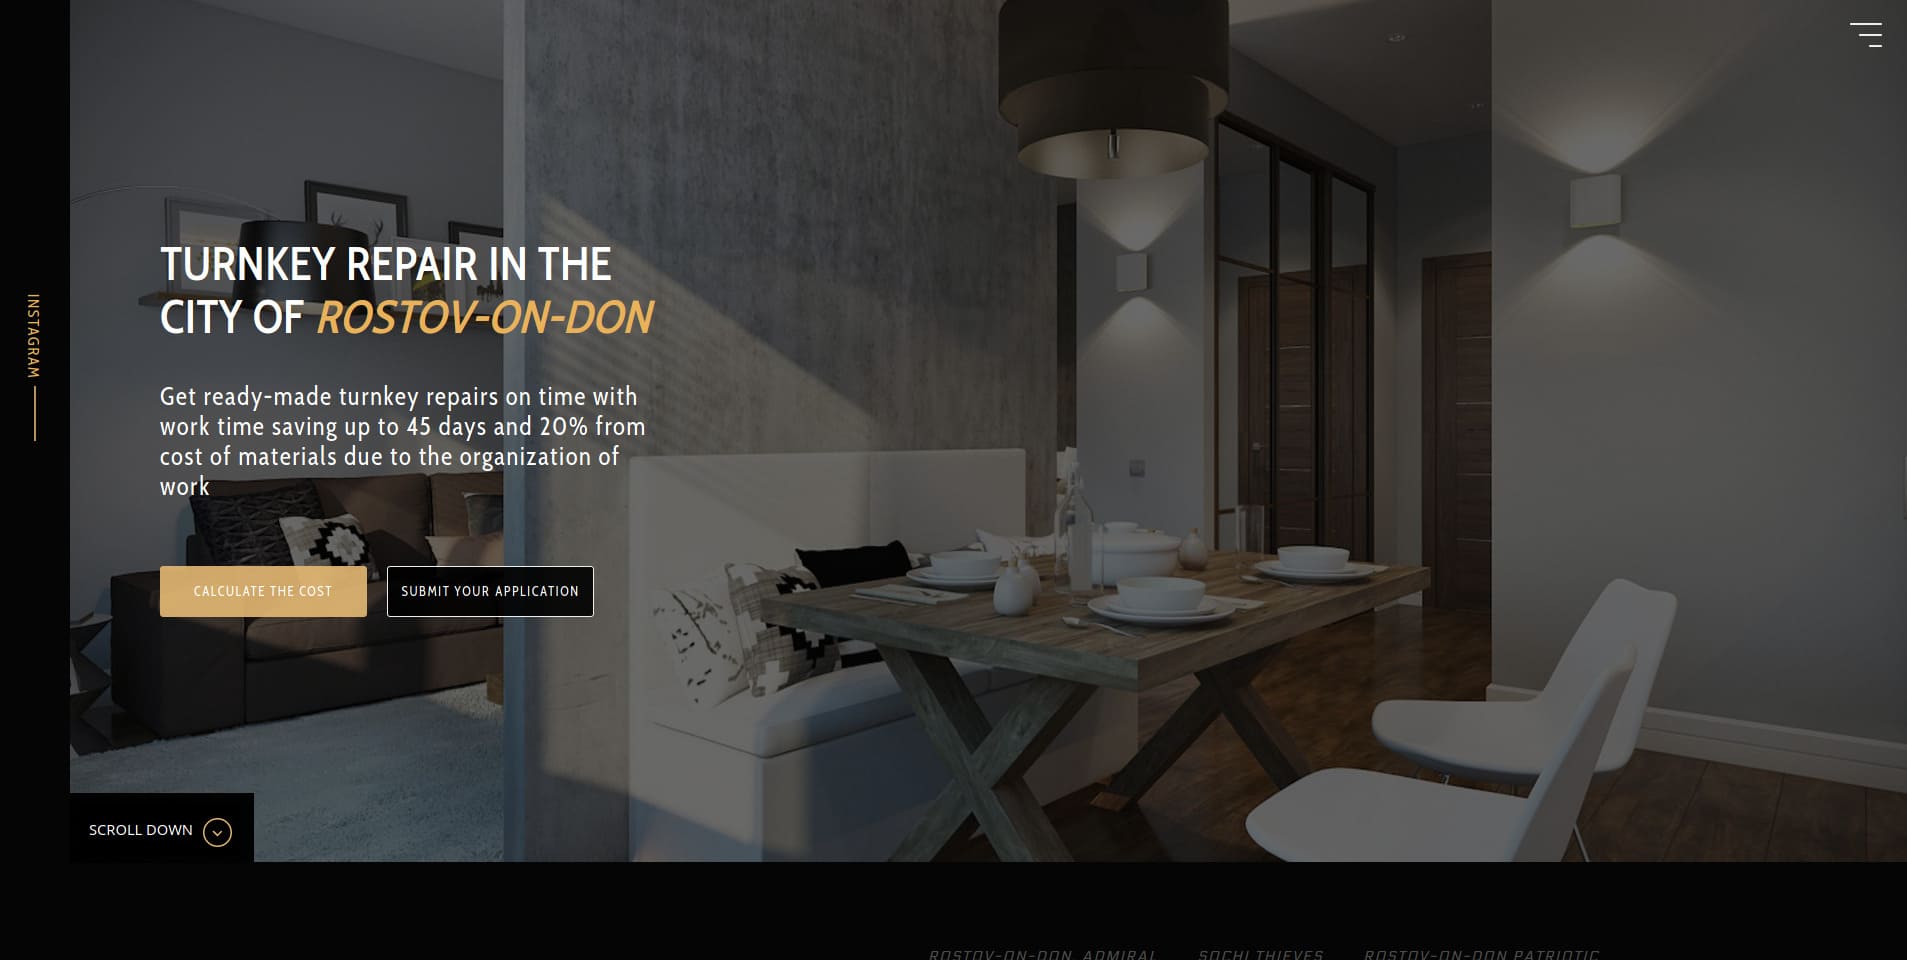 TURNKEY REPAIR IN THE
CITY OF ROSTOV-ON-DON
INSTAGRAM
Get ready-made turnkey repairs on time with
work time saving up to 45 days and 20% from
cost of materials due to the organization of
work
CALCULATE THE COST
SUBMIT YOUR APPLICATION
SCROLL DOWN
ROSTOV-ON-DON, ADMIRAL
SOCHI THIEVES
ROSTOV-ON-DON PATRIOTIC